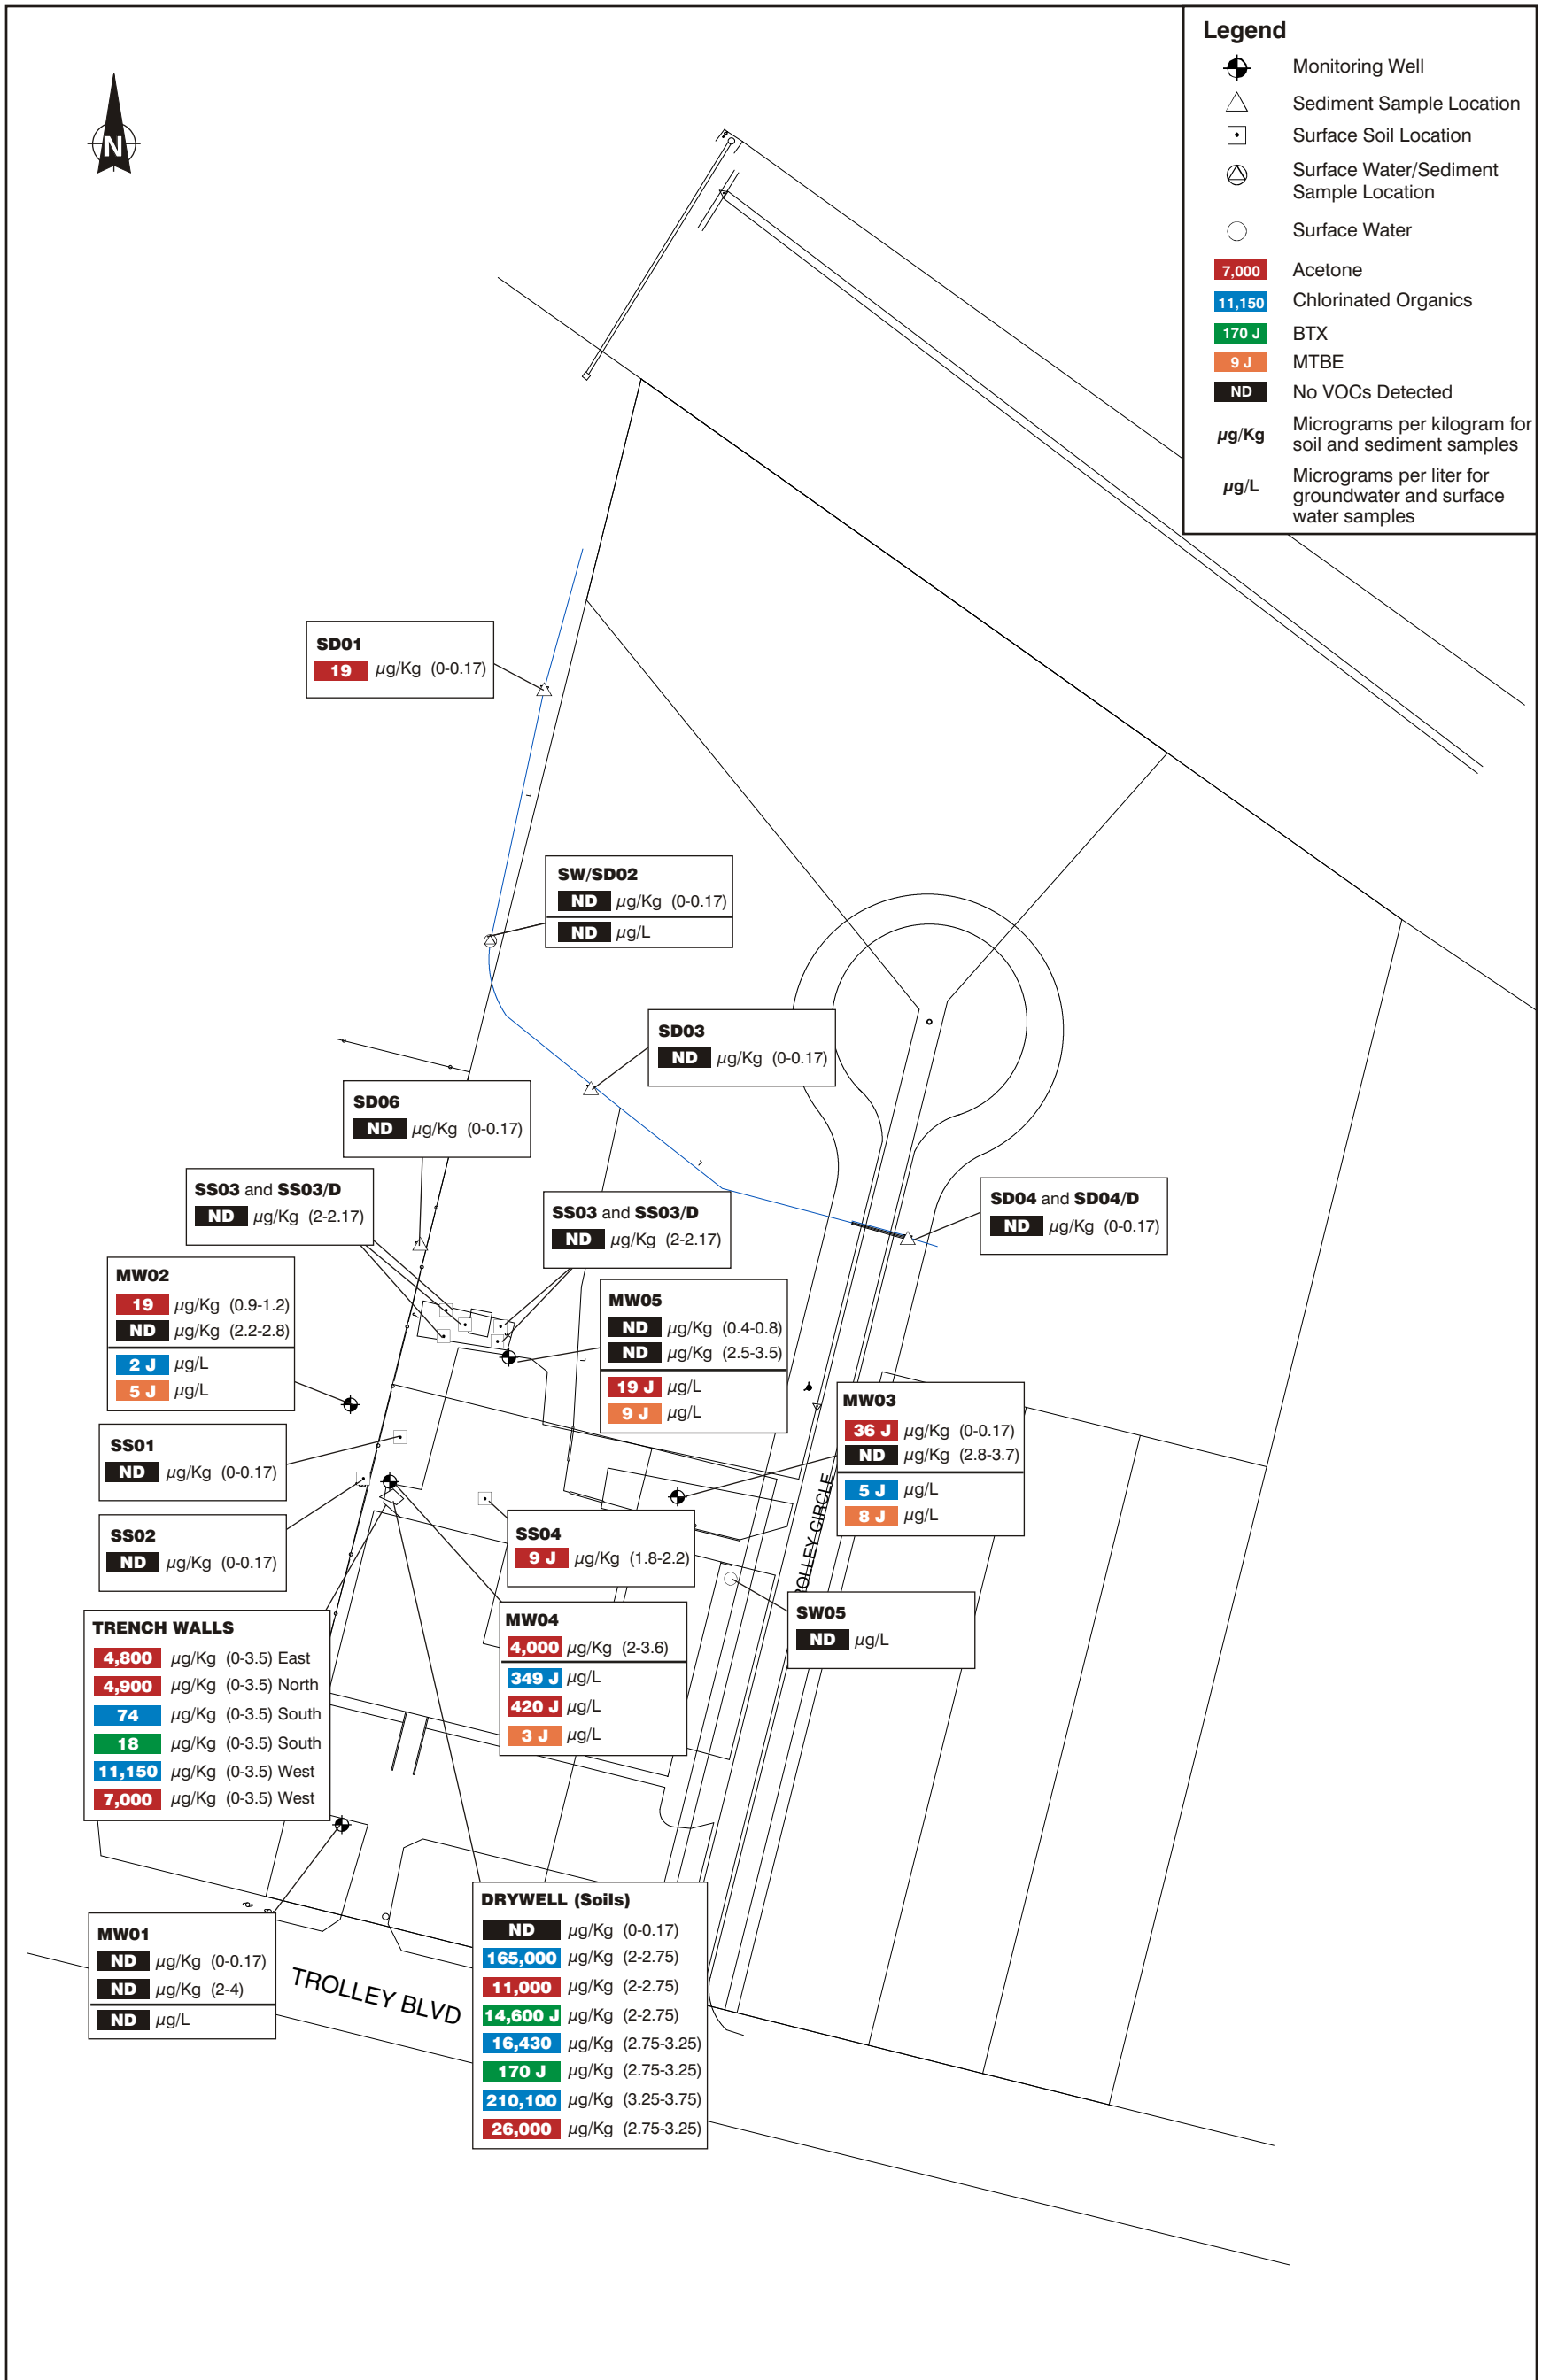 Legend
Monitoring Well
Sediment Sample Location
Surface Soil Location
Surface Water/Sediment
Sample Location
Surface Water
7,000 Acetone
11,150 Chlorinated Organics
170 J BTX
9 J MTBE
ND No VOCs Detected
µg/Kg Micrograms per kilogram for
soil and sediment samples
µg/L Micrograms per liter for
groundwater and surface
water samples
N
SD01
19 µg/Kg (0-0.17)
SW/SD02
ND µg/Kg (0-0.17)
ND µg/L
SD03
ND µg/Kg (0-0.17)
SD06
ND µg/Kg (0-0.17)
SS03 and SS03/D
ND µg/Kg (2-2.17)
SS03 and SS03/D
ND µg/Kg (2-2.17)
SD04 and SD04/D
ND µg/Kg (0-0.17)
MW02
19 µg/Kg (0.9-1.2)
ND µg/Kg (2.2-2.8)
2 J µg/L
5 J µg/L
MW05
ND µg/Kg (0.4-0.8)
ND µg/Kg (2.5-3.5)
19 J µg/L
9 J µg/L
MW03
36 J µg/Kg (0-0.17)
ND µg/Kg (2.8-3.7)
5 J µg/L
8 J µg/L
SS01
ND µg/Kg (0-0.17)
SS02
ND µg/Kg (0-0.17)
SS04
9 J µg/Kg (1.8-2.2)
CIRCLE
SW05
ND µg/L
TRENCH WALLS
4,800 µg/Kg (0-3.5) East
4,900 µg/Kg (0-3.5) North
74 µg/Kg (0-3.5) South
18 µg/Kg (0-3.5) South
11,150 µg/Kg (0-3.5) West
7,000 µg/Kg (0-3.5) West
MW04
4,000 µg/Kg (2-3.6)
349 J µg/L
420 J µg/L
3 J µg/L
DRYWELL (Soils)
ND µg/Kg (0-0.17)
165,000 µg/Kg (2-2.75)
11,000 µg/Kg (2-2.75)
14,600 J µg/Kg (2-2.75)
16,430 µg/Kg (2.75-3.25)
170 J µg/Kg (2.75-3.25)
210,100 µg/Kg (3.25-3.75)
26,000 µg/Kg (2.75-3.25)
MW01
ND µg/Kg (0-0.17)
ND µg/Kg (2-4)
ND µg/L
TROLLEY BLVD